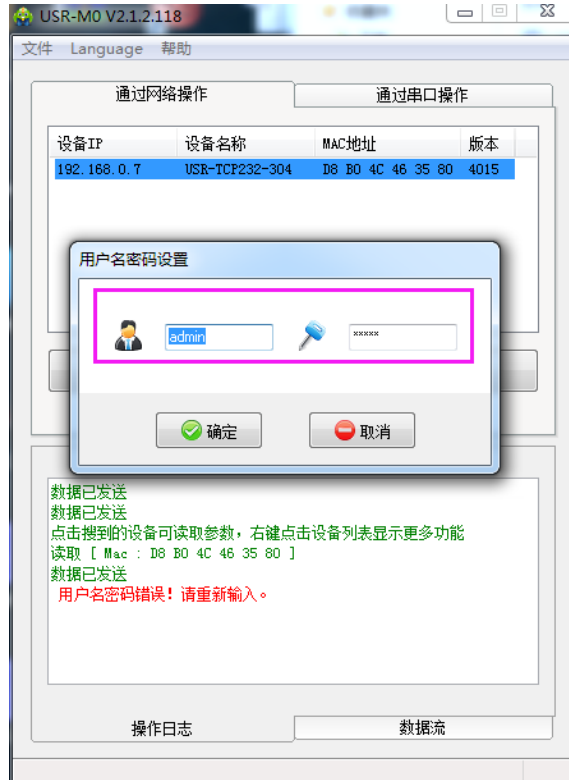 USR-M0 V2.1.2.118
文件 Language 帮助
通过网络操作 通过串口操作
设备IP 设备名称 MAC地址 版本
192.168.0.7 USR-TCP232-304 D8 B0 4C 46 35 80 4015
用户名密码设置
admin *****
确定 取消
数据已发送
数据已发送
点击搜到的设备可读取参数，右键点击设备列表显示更多功能
读取 [ Mac : D8 B0 4C 46 35 80 ]
数据已发送
用户名密码错误！请重新输入。
操作日志 数据流